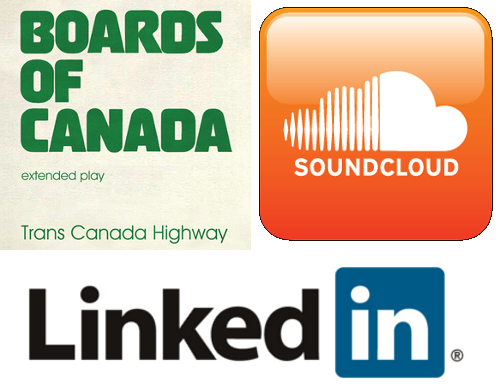 BOARDS
OF
CANADA
extended play
Trans Canada Highway
SOUNDCLOUD
Linked in ®